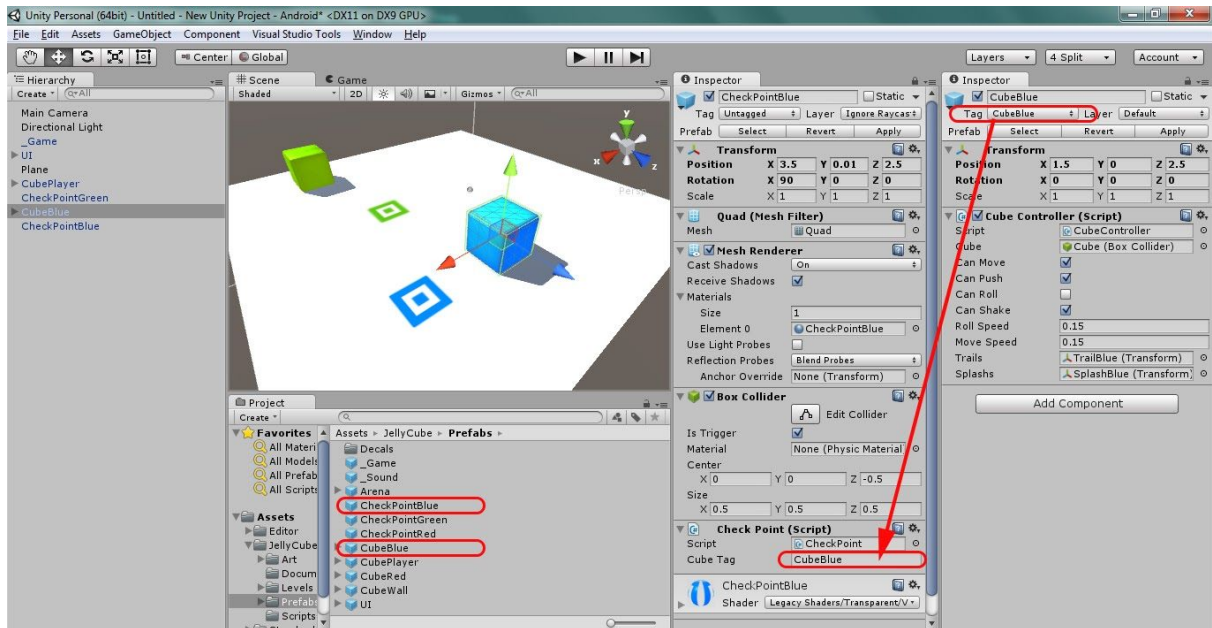 Unity Personal (64bit) - Untitled - New Unity Project - Android* <DX11 on DX9 GPU>
File Edit Assets GameObject Component Visual Studio Tools Window Help
Center Global
Layers 4 Split Account
Hierarchy
Create All
Main Camera
Directional Light
_Game
UI
Plane
CubePlayer
CheckPointGreen
CubeBlue
CheckPointBlue
Scene Game
Shaded 2D Gizmos All
y
x z
Persp
Project
Create
Favorites
All Materi
All Models
All Prefab
All Scripts
Assets
Editor
JellyCube
Art
Docum
Levels
Prefabs
Scripts
Assets JellyCube Prefabs
Decals
_Game
_Sound
Arena
CheckPointBlue
CheckPointGreen
CheckPointRed
CubeBlue
CubePlayer
CubeRed
CubeWall
UI
Inspector
CheckPointBlue Static
Tag Untagged Layer Ignore Raycast
Prefab Select Revert Apply
Transform
Position X 3.5 Y 0.01 Z 2.5
Rotation X 90 Y 0 Z 0
Scale X 1 Y 1 Z 1
Quad (Mesh Filter)
Mesh Quad
Mesh Renderer
Cast Shadows On
Receive Shadows
Materials
Size 1
Element 0 CheckPointBlue
Use Light Probes
Reflection Probes Blend Probes
Anchor Override None (Transform)
Box Collider
Edit Collider
Is Trigger
Material None (Physic Material)
Center
X 0 Y 0 Z -0.5
Size
X 0.5 Y 0.5 Z 0.5
Check Point (Script)
Script CheckPoint
Cube Tag CubeBlue
CheckPointBlue
Shader Legacy Shaders/Transparent/V
Inspector
CubeBlue Static
Tag CubeBlue Layer Default
Prefab Select Revert Apply
Transform
Position X 1.5 Y 0 Z 2.5
Rotation X 0 Y 0 Z 0
Scale X 1 Y 1 Z 1
Cube Controller (Script)
Script CubeController
Cube Cube (Box Collider)
Can Move
Can Push
Can Roll
Can Shake
Roll Speed 0.15
Move Speed 0.15
Trails TrailBlue (Transform)
Splashs SplashBlue (Transform)
Add Component